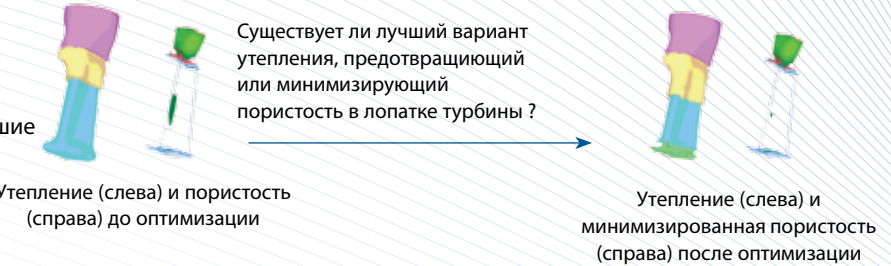 Существует ли лучший вариант
утепления, предотвращиющий
или минимизирующий
пористость в лопатке турбины ?
шие
Утепление (слева) и пористость
(справа) до оптимизации
Утепление (слева) и
минимизированная пористость
(справа) после оптимизации